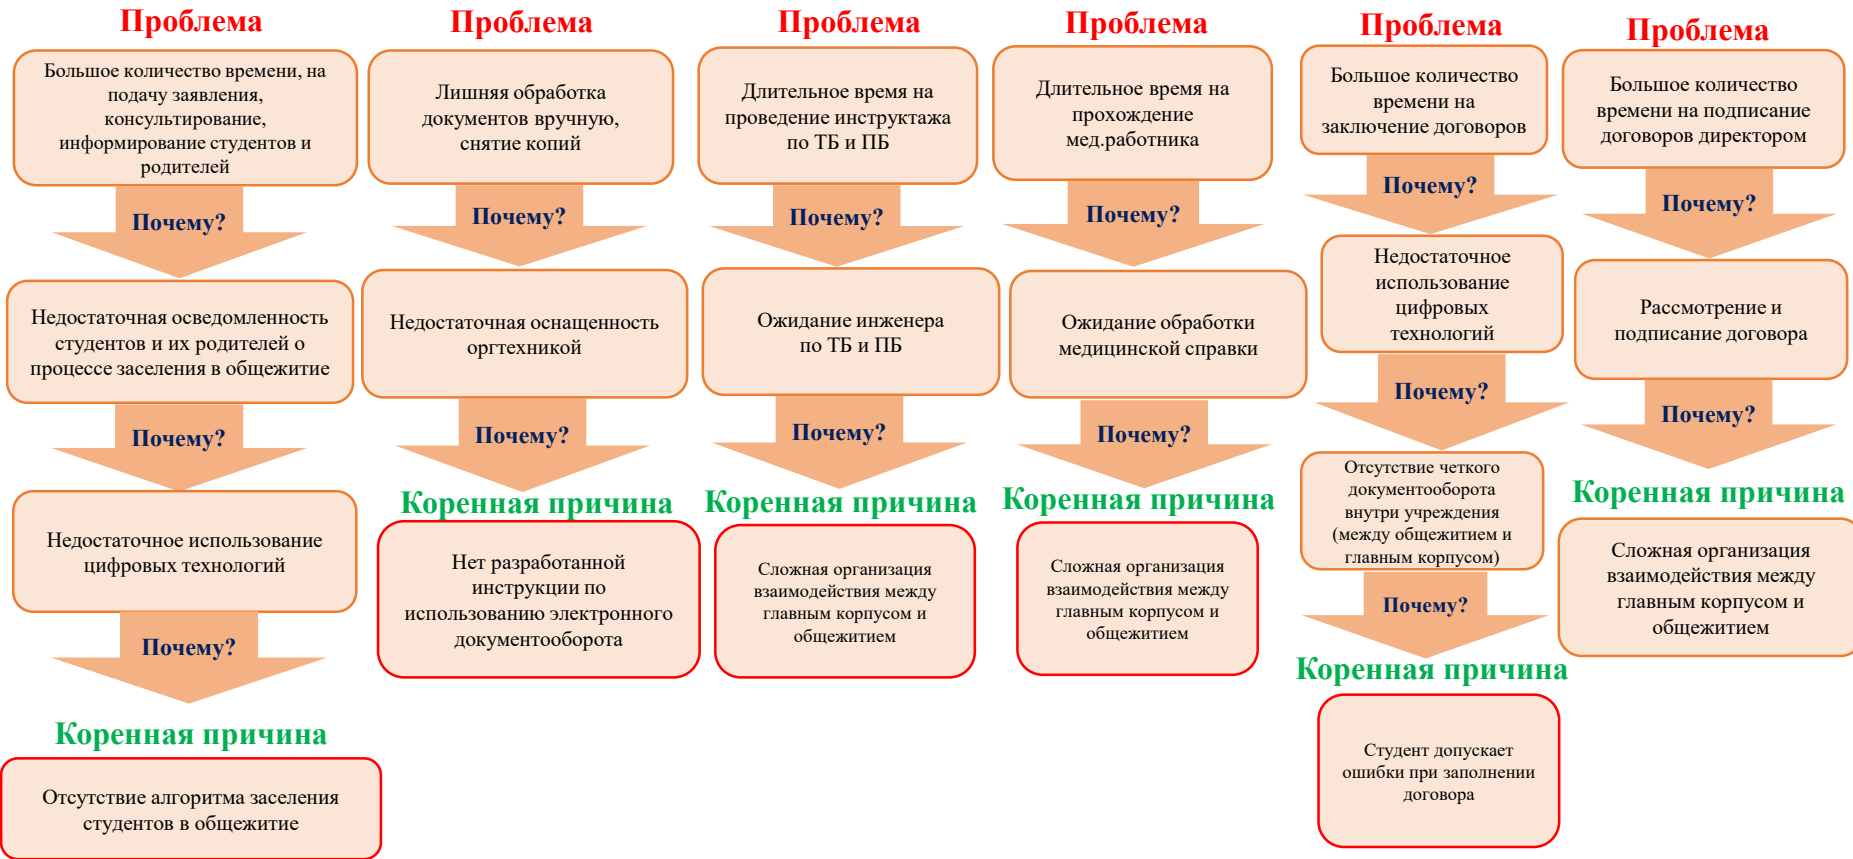 Проблема
Большое количество времени, на
подачу заявления,
консультирование,
информирование студентов и
родителей
Почему?
Недостаточная осведомленность
студентов и их родителей о
процессе заселения в общежитие
Почему?
Недостаточное использование
цифровых технологий
Почему?
Коренная причина
Отсутствие алгоритма заселения
студентов в общежитие
Проблема
Лишняя обработка
документов вручную,
снятие копий
Почему?
Недостаточная оснащенность
оргтехникой
Почему?
Коренная причина
Нет разработанной
инструкции по
использованию электронного
документооборота
Проблема
Длительное время на
проведение инструктажа
по ТБ и ПБ
Почему?
Ожидание инженера
по ТБ и ПБ
Почему?
Коренная причина
Сложная организация
взаимодействия между
главным корпусом и
общежитием
Проблема
Длительное время на
прохождение
мед.работника
Почему?
Ожидание обработки
медицинской справки
Почему?
Коренная причина
Сложная организация
взаимодействия между
главным корпусом и
общежитием
Проблема
Большое количество
времени на
заключение договоров
Почему?
Недостаточное
использование
цифровых
технологий
Почему?
Отсутствие четкого
документооборота
внутри учреждения
(между общежитием и
главным корпусом)
Почему?
Коренная причина
Студент допускает
ошибки при заполнении
договора
Проблема
Большое количество
времени на подписание
договоров директором
Почему?
Рассмотрение и
подписание договора
Почему?
Коренная причина
Сложная организация
взаимодействия между
главным корпусом и
общежитием